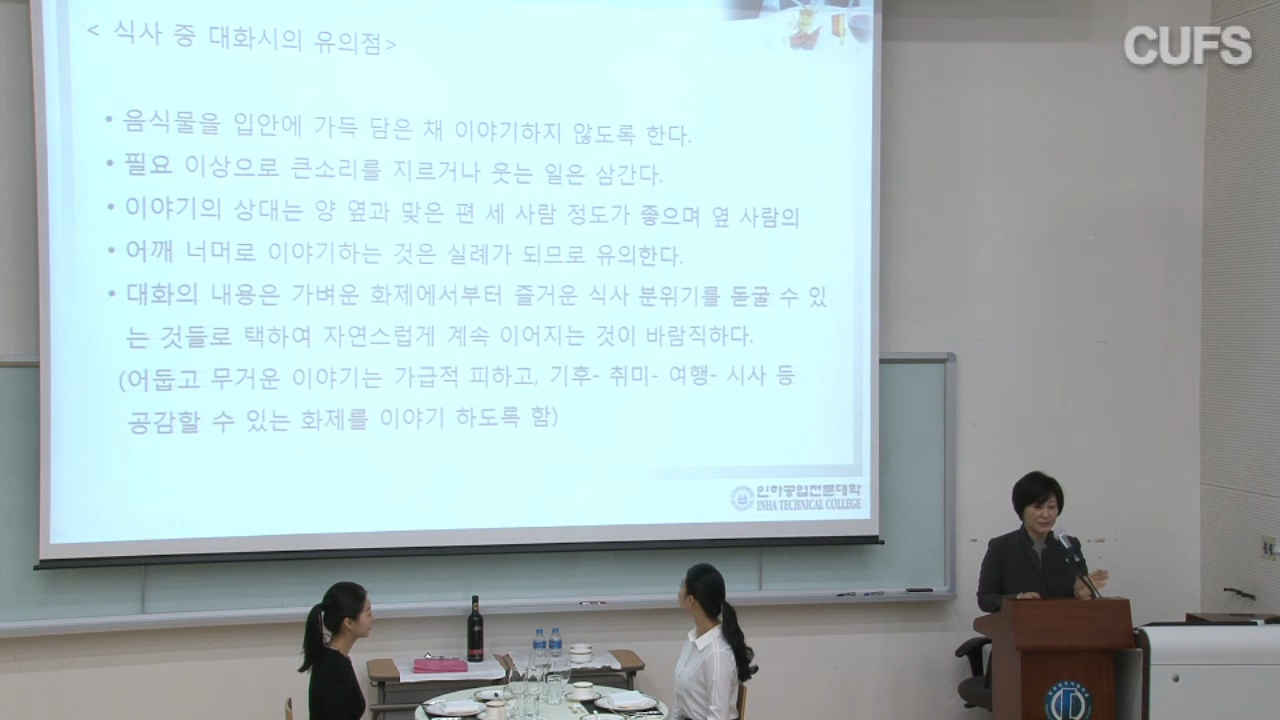 CUFS
< 식사 중 대화시의 유의점>
• 음식물을 입안에 가득 담은 채 이야기하지 않도록 한다.
• 필요 이상으로 큰소리를 지르거나 웃는 일은 삼간다.
• 이야기의 상대는 양 옆과 맞은 편 세 사람 정도가 좋으며 옆 사람의
• 어깨 너머로 이야기하는 것은 실례가 되므로 유의한다.
• 대화의 내용은 가벼운 화제에서부터 즐거운 식사 분위기를 돋굴 수 있
는 것들로 택하여 자연스럽게 계속 이어지는 것이 바람직하다.
(어둡고 무거운 이야기는 가급적 피하고, 기후- 취미- 여행- 시사 등
공감할 수 있는 화제를 이야기 하도록 함)
인하공업전문대학
INHA TECHNICAL COLLEGE